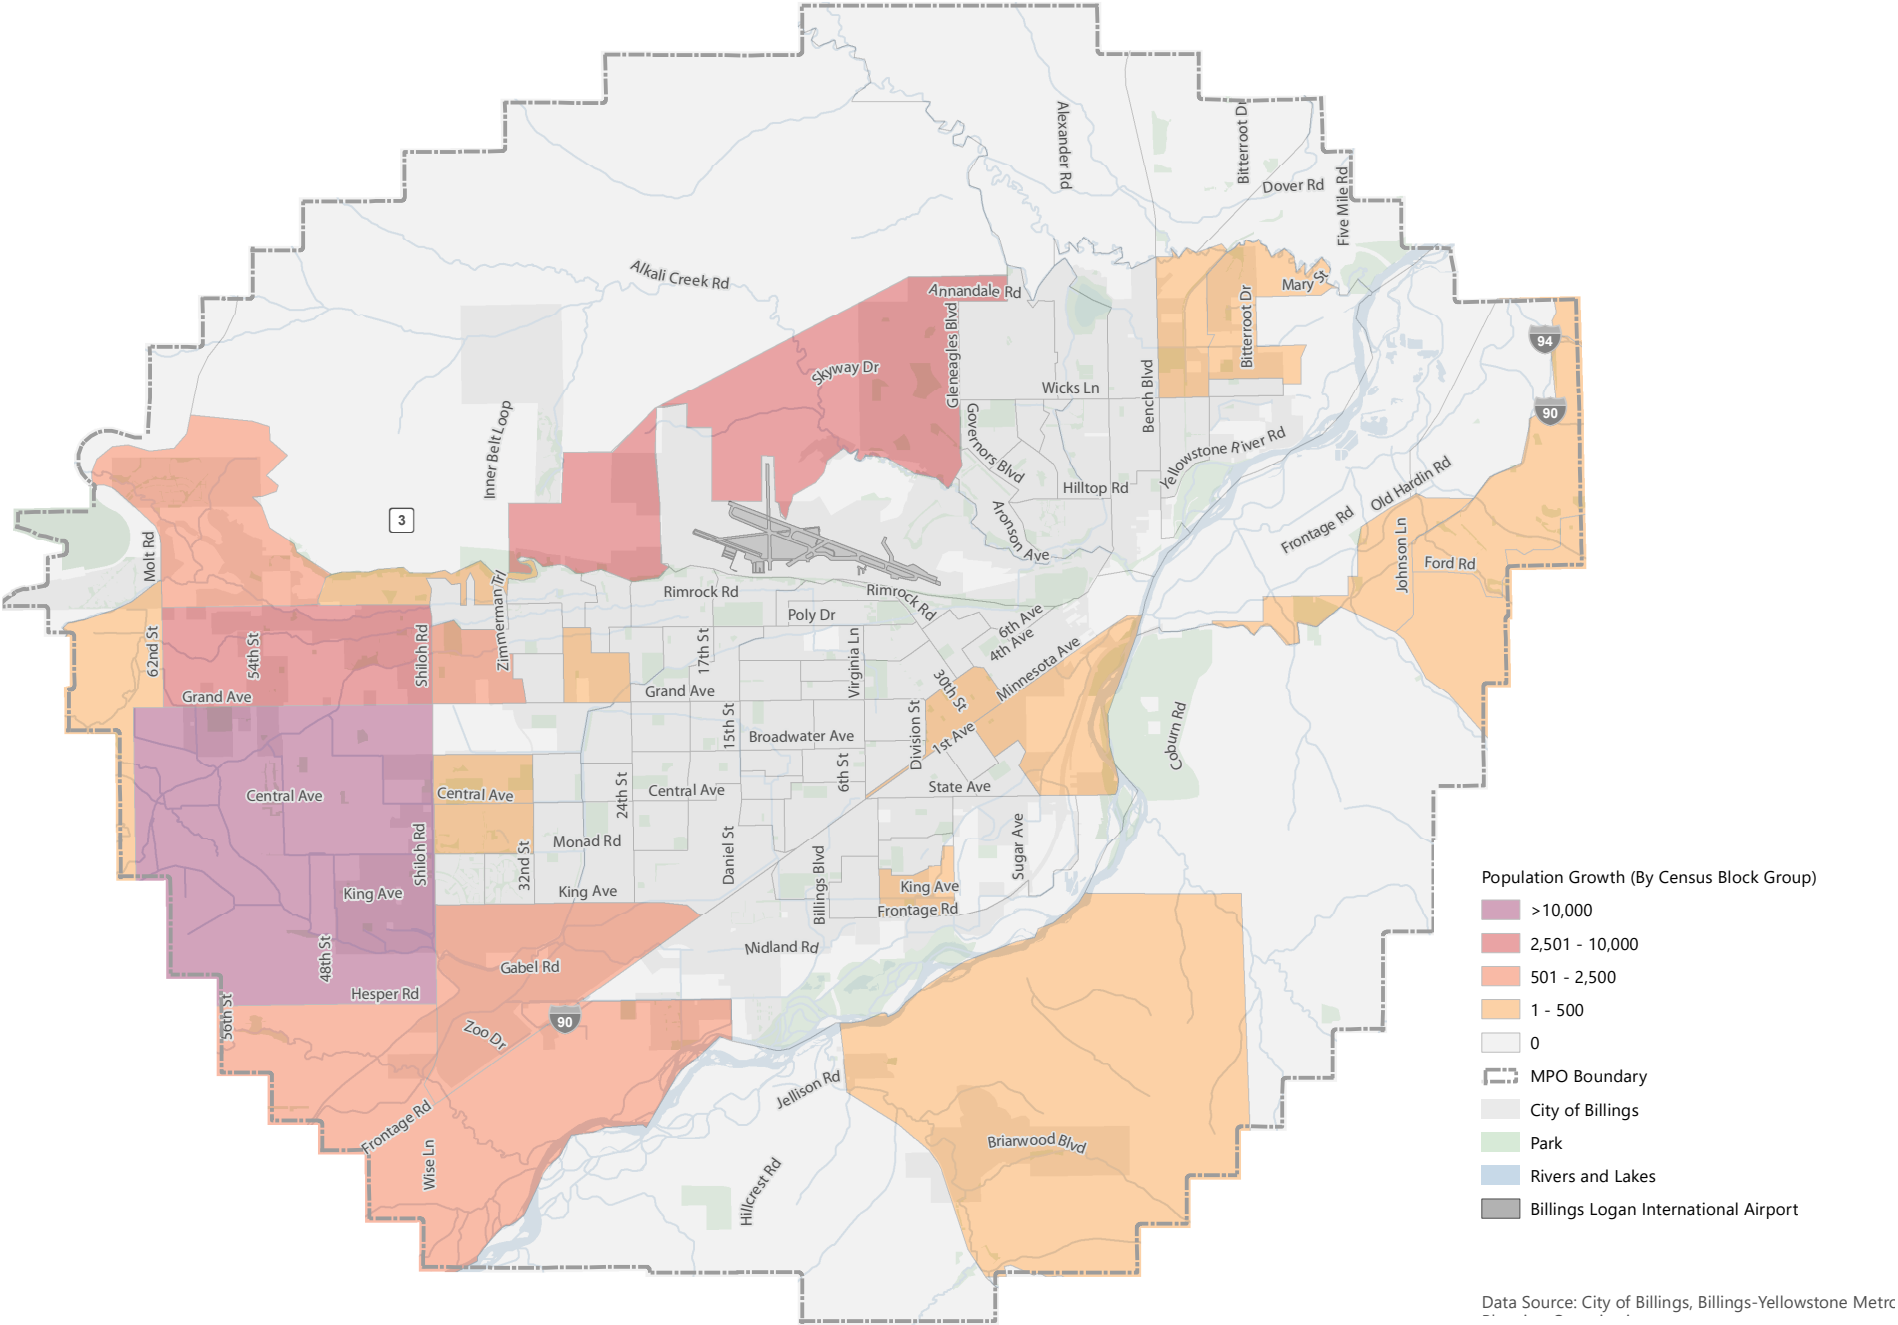 Alexander Rd
Bitterroot Dr
Dover Rd
Five Mile Rd
Alkali Creek Rd
Annandale Rd
Mary St
Bitterroot Dr
Gleneagles Blvd
94
Skyway Dr
Wicks Ln
Bench Blvd
90
Inner Belt Loop
Governors Blvd
Yellowstone River Rd
Hilltop Rd
Old Hardin Rd
3
Aronson Ave
Frontage Rd
Johnson Ln
Ford Rd
Molt Rd
Zimmerman Trl
Rimrock Rd
Rimrock Rd
Poly Dr
6th Ave
4th Ave
62nd St
54th St
Shiloh Rd
17th St
Virginia Ln
Minnesota Ave
Grand Ave
Grand Ave
30th St
15th St
Broadwater Ave
Division St
1st Ave
Coburn Rd
Central Ave
Central Ave
24th St
Central Ave
6th St
State Ave
Shiloh Rd
32nd St
Monad Rd
Daniel St
Sugar Ave
King Ave
King Ave
Billings Blvd
King Ave
Frontage Rd
48th St
Gabel Rd
Midland Rd
Hesper Rd
56th St
Zoo Dr
90
Frontage Rd
Wise Ln
Jellison Rd
Hillcrest Rd
Briarwood Blvd
Population Growth (By Census Block Group)
>10,000
2,501 - 10,000
501 - 2,500
1 - 500
0
MPO Boundary
City of Billings
Park
Rivers and Lakes
Billings Logan International Airport
Data Source: City of Billings, Billings-Yellowstone Metro